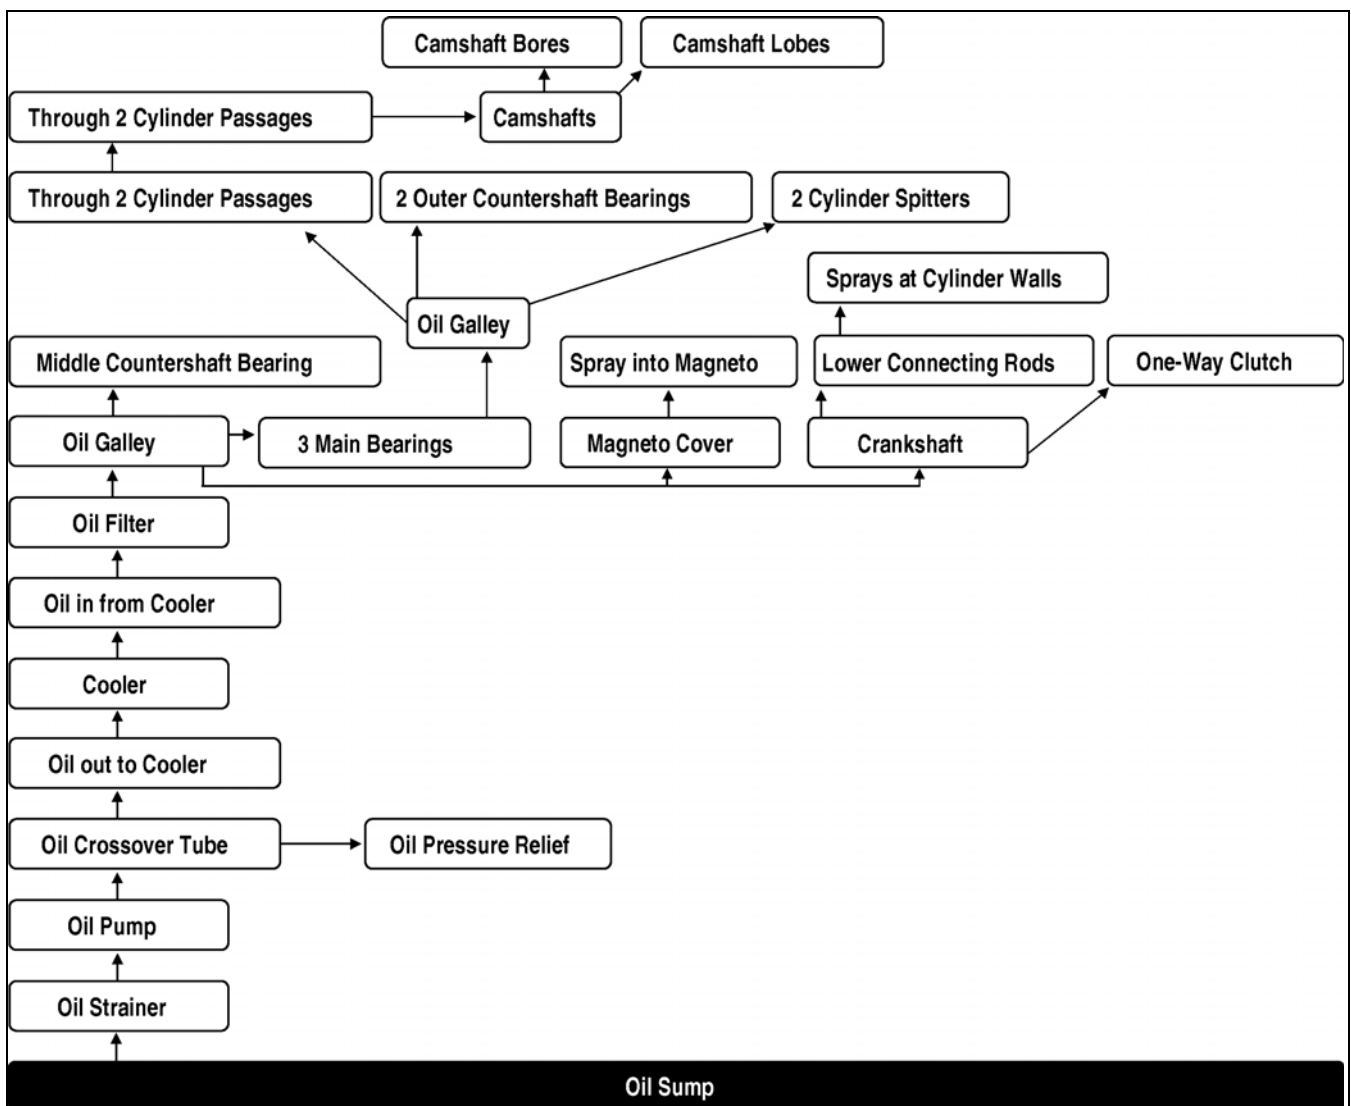 Camshaft Bores
Camshaft Lobes
Through 2 Cylinder Passages
Camshafts
Through 2 Cylinder Passages
2 Outer Countershaft Bearings
2 Cylinder Spitters
Sprays at Cylinder Walls
Oil Galley
Middle Countershaft Bearing
Spray into Magneto
Lower Connecting Rods
One-Way Clutch
Oil Galley
3 Main Bearings
Magneto Cover
Crankshaft
Oil Filter
Oil in from Cooler
Cooler
Oil out to Cooler
Oil Crossover Tube
Oil Pressure Relief
Oil Pump
Oil Strainer
Oil Sump